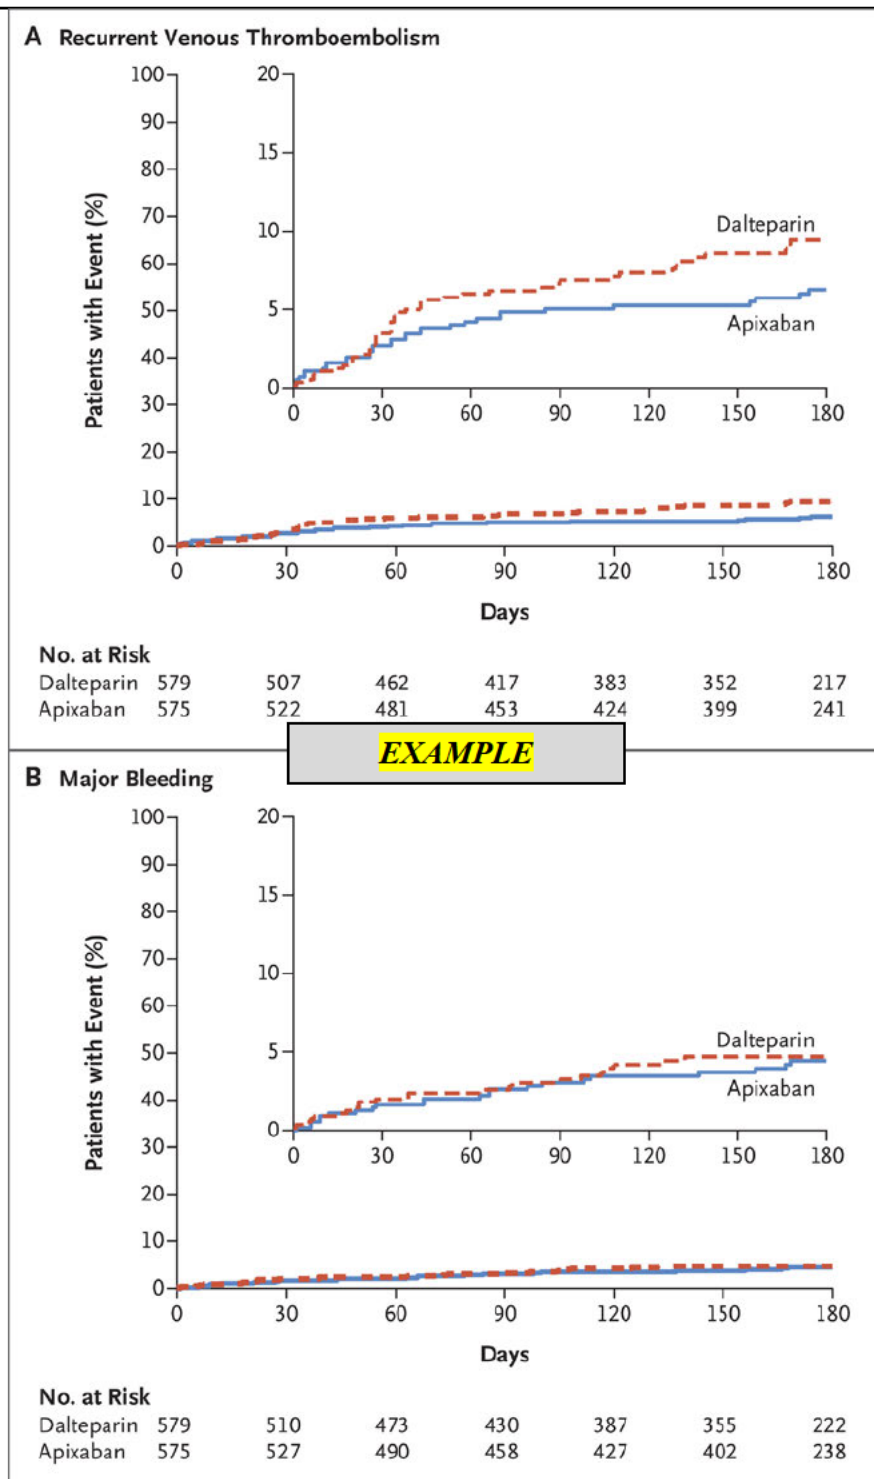 A Recurrent Venous Thromboembolism
Patients with Event (%)
100
90
80
70
60
50
40
30
20
10
0
20
15
10
5
0
Dalteparin
Apixaban
0 30 60 90 120 150 180
0 30 60 90 120 150 180
Days
No. at Risk
Dalteparin 579 507 462 417 383 352 217
Apixaban 575 522 481 453 424 399 241
EXAMPLE
B Major Bleeding
Patients with Event (%)
100
90
80
70
60
50
40
30
20
10
0
20
15
10
5
0
Dalteparin
Apixaban
0 30 60 90 120 150 180
0 30 60 90 120 150 180
Days
No. at Risk
Dalteparin 579 510 473 430 387 355 222
Apixaban 575 527 490 458 427 402 238